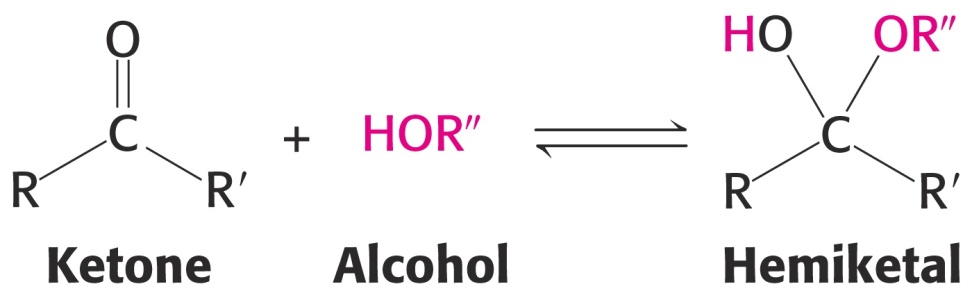 O
HO OR″
C + HOR″ C
R R′ R R′
Ketone Alcohol Hemiketal